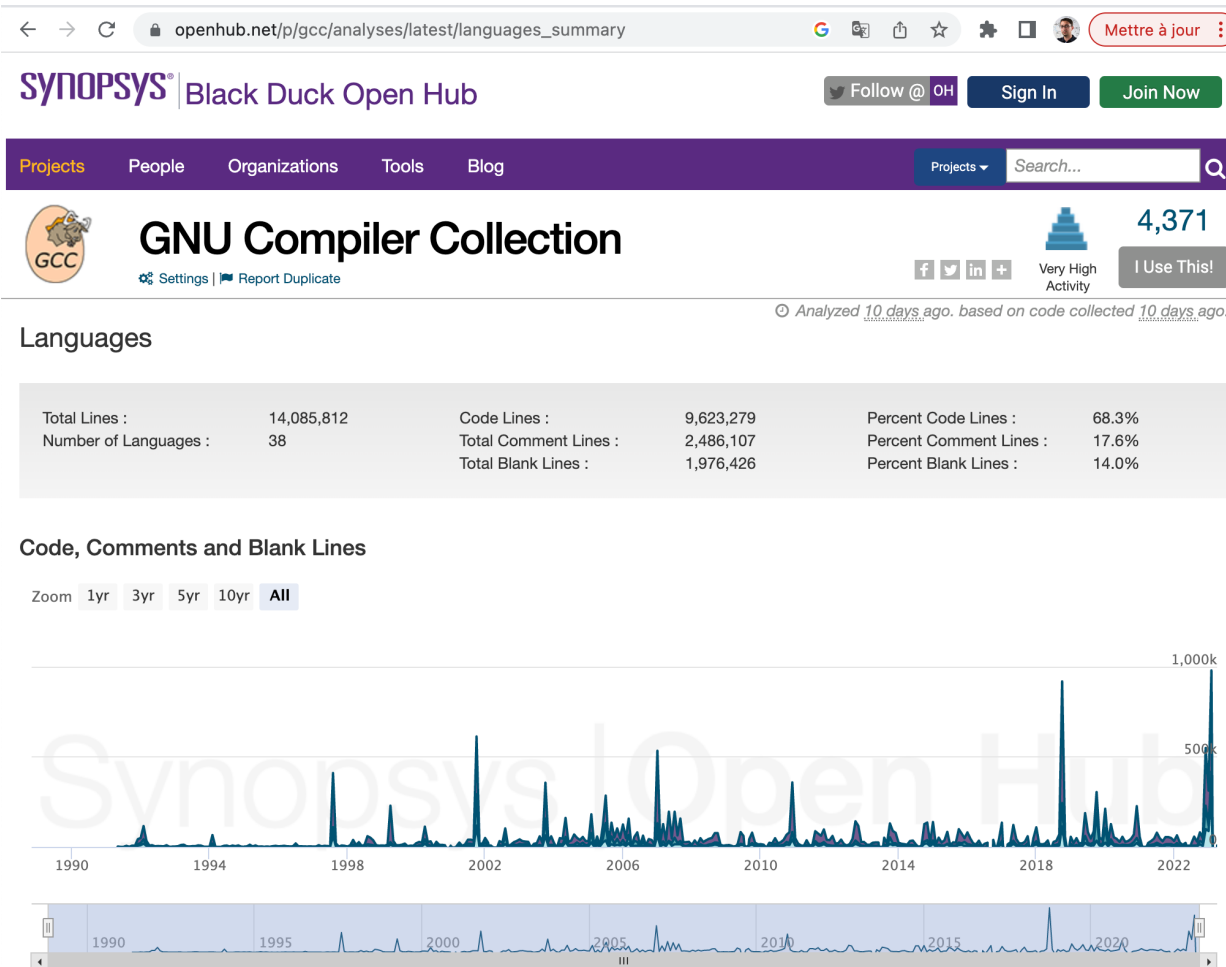 openhub.net/p/gcc/analyses/latest/languages_summary
Mettre à jour
SYNOPSYS® Black Duck Open Hub
Follow @ OH
Sign In
Join Now
Projects People Organizations Tools Blog
Projects
Search...
GCC
GNU Compiler Collection
Settings | Report Duplicate
Very High
Activity
4,371
I Use This!
Analyzed 10 days ago. based on code collected 10 days ago.
Languages
Total Lines : 14,085,812 Code Lines : 9,623,279 Percent Code Lines : 68.3%
Number of Languages : 38 Total Comment Lines : 2,486,107 Percent Comment Lines : 17.6%
Total Blank Lines : 1,976,426 Percent Blank Lines : 14.0%
Code, Comments and Blank Lines
Zoom 1yr 3yr 5yr 10yr All
1,000k
500k
Synopsys | Open Hub
0
1990 1994 1998 2002 2006 2010 2014 2018 2022
1990 1995 2000 2005 2010 2015 2020